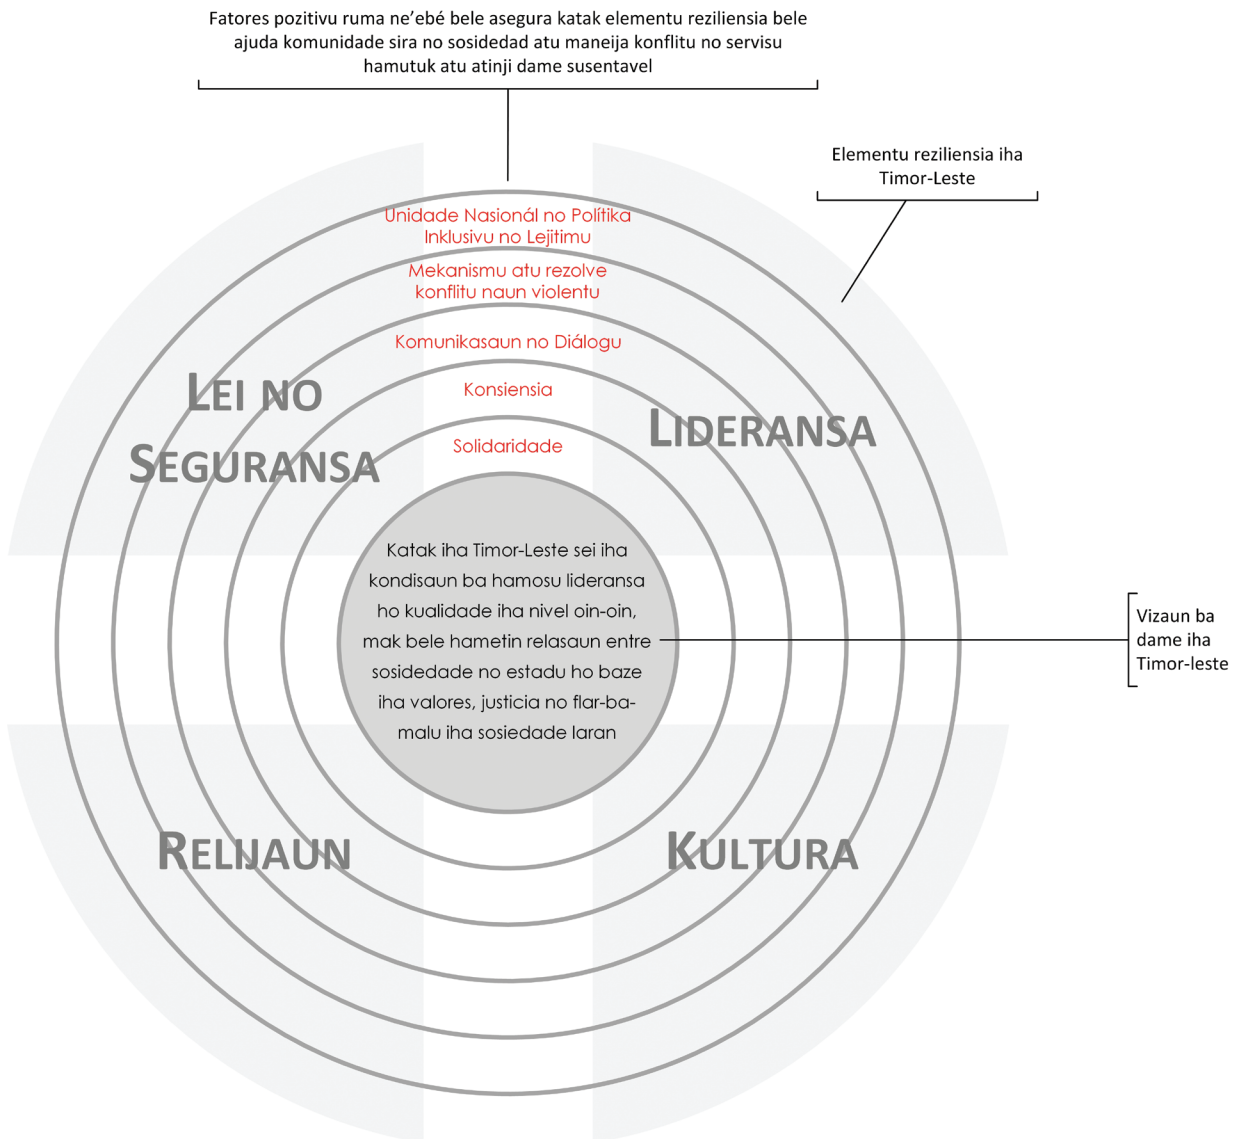 Fatores pozitivu ruma ne’ebé bele asegura katak elementu reziliensia bele
ajuda komunidade sira no sosidedad atu maneija konflitu no servisu
hamutuk atu atinji dame susentavel
Elementu reziliensia iha
Timor-Leste
Unidade Nasionál no Polítika
Inklusivu no Lejitimu
Mekanismu atu rezolve
konflitu naun violentu
Komunikasaun no Diálogu
Konsiensia
Solidaridade
LEI NO
SEGURANSA
LIDERANSA
Katak iha Timor-Leste sei iha
kondisaun ba hamosu lideransa
ho kualidade iha nivel oin-oin,
mak bele hametin relasaun entre
sosidedade no estadu ho baze
iha valores, justicia no flar-ba-
malu iha sosiedade laran
Vizaun ba
dame iha
Timor-leste
RELIJAUN
KULTURA